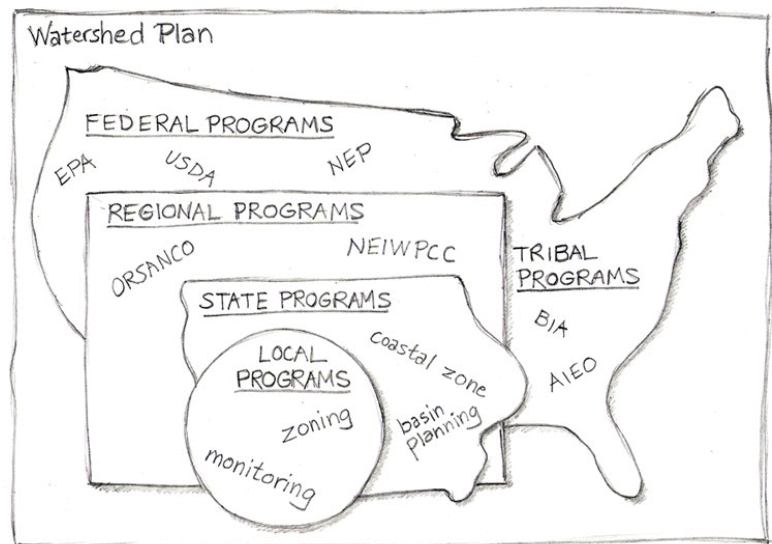 Watershed Plan
FEDERAL PROGRAMS
EPA
USDA
NEP
REGIONAL PROGRAMS
ORSANCO
NEIWPCC
TRIBAL
PROGRAMS
BIA
AIEO
STATE PROGRAMS
coastal zone
basin
planning
LOCAL
PROGRAMS
zoning
monitoring